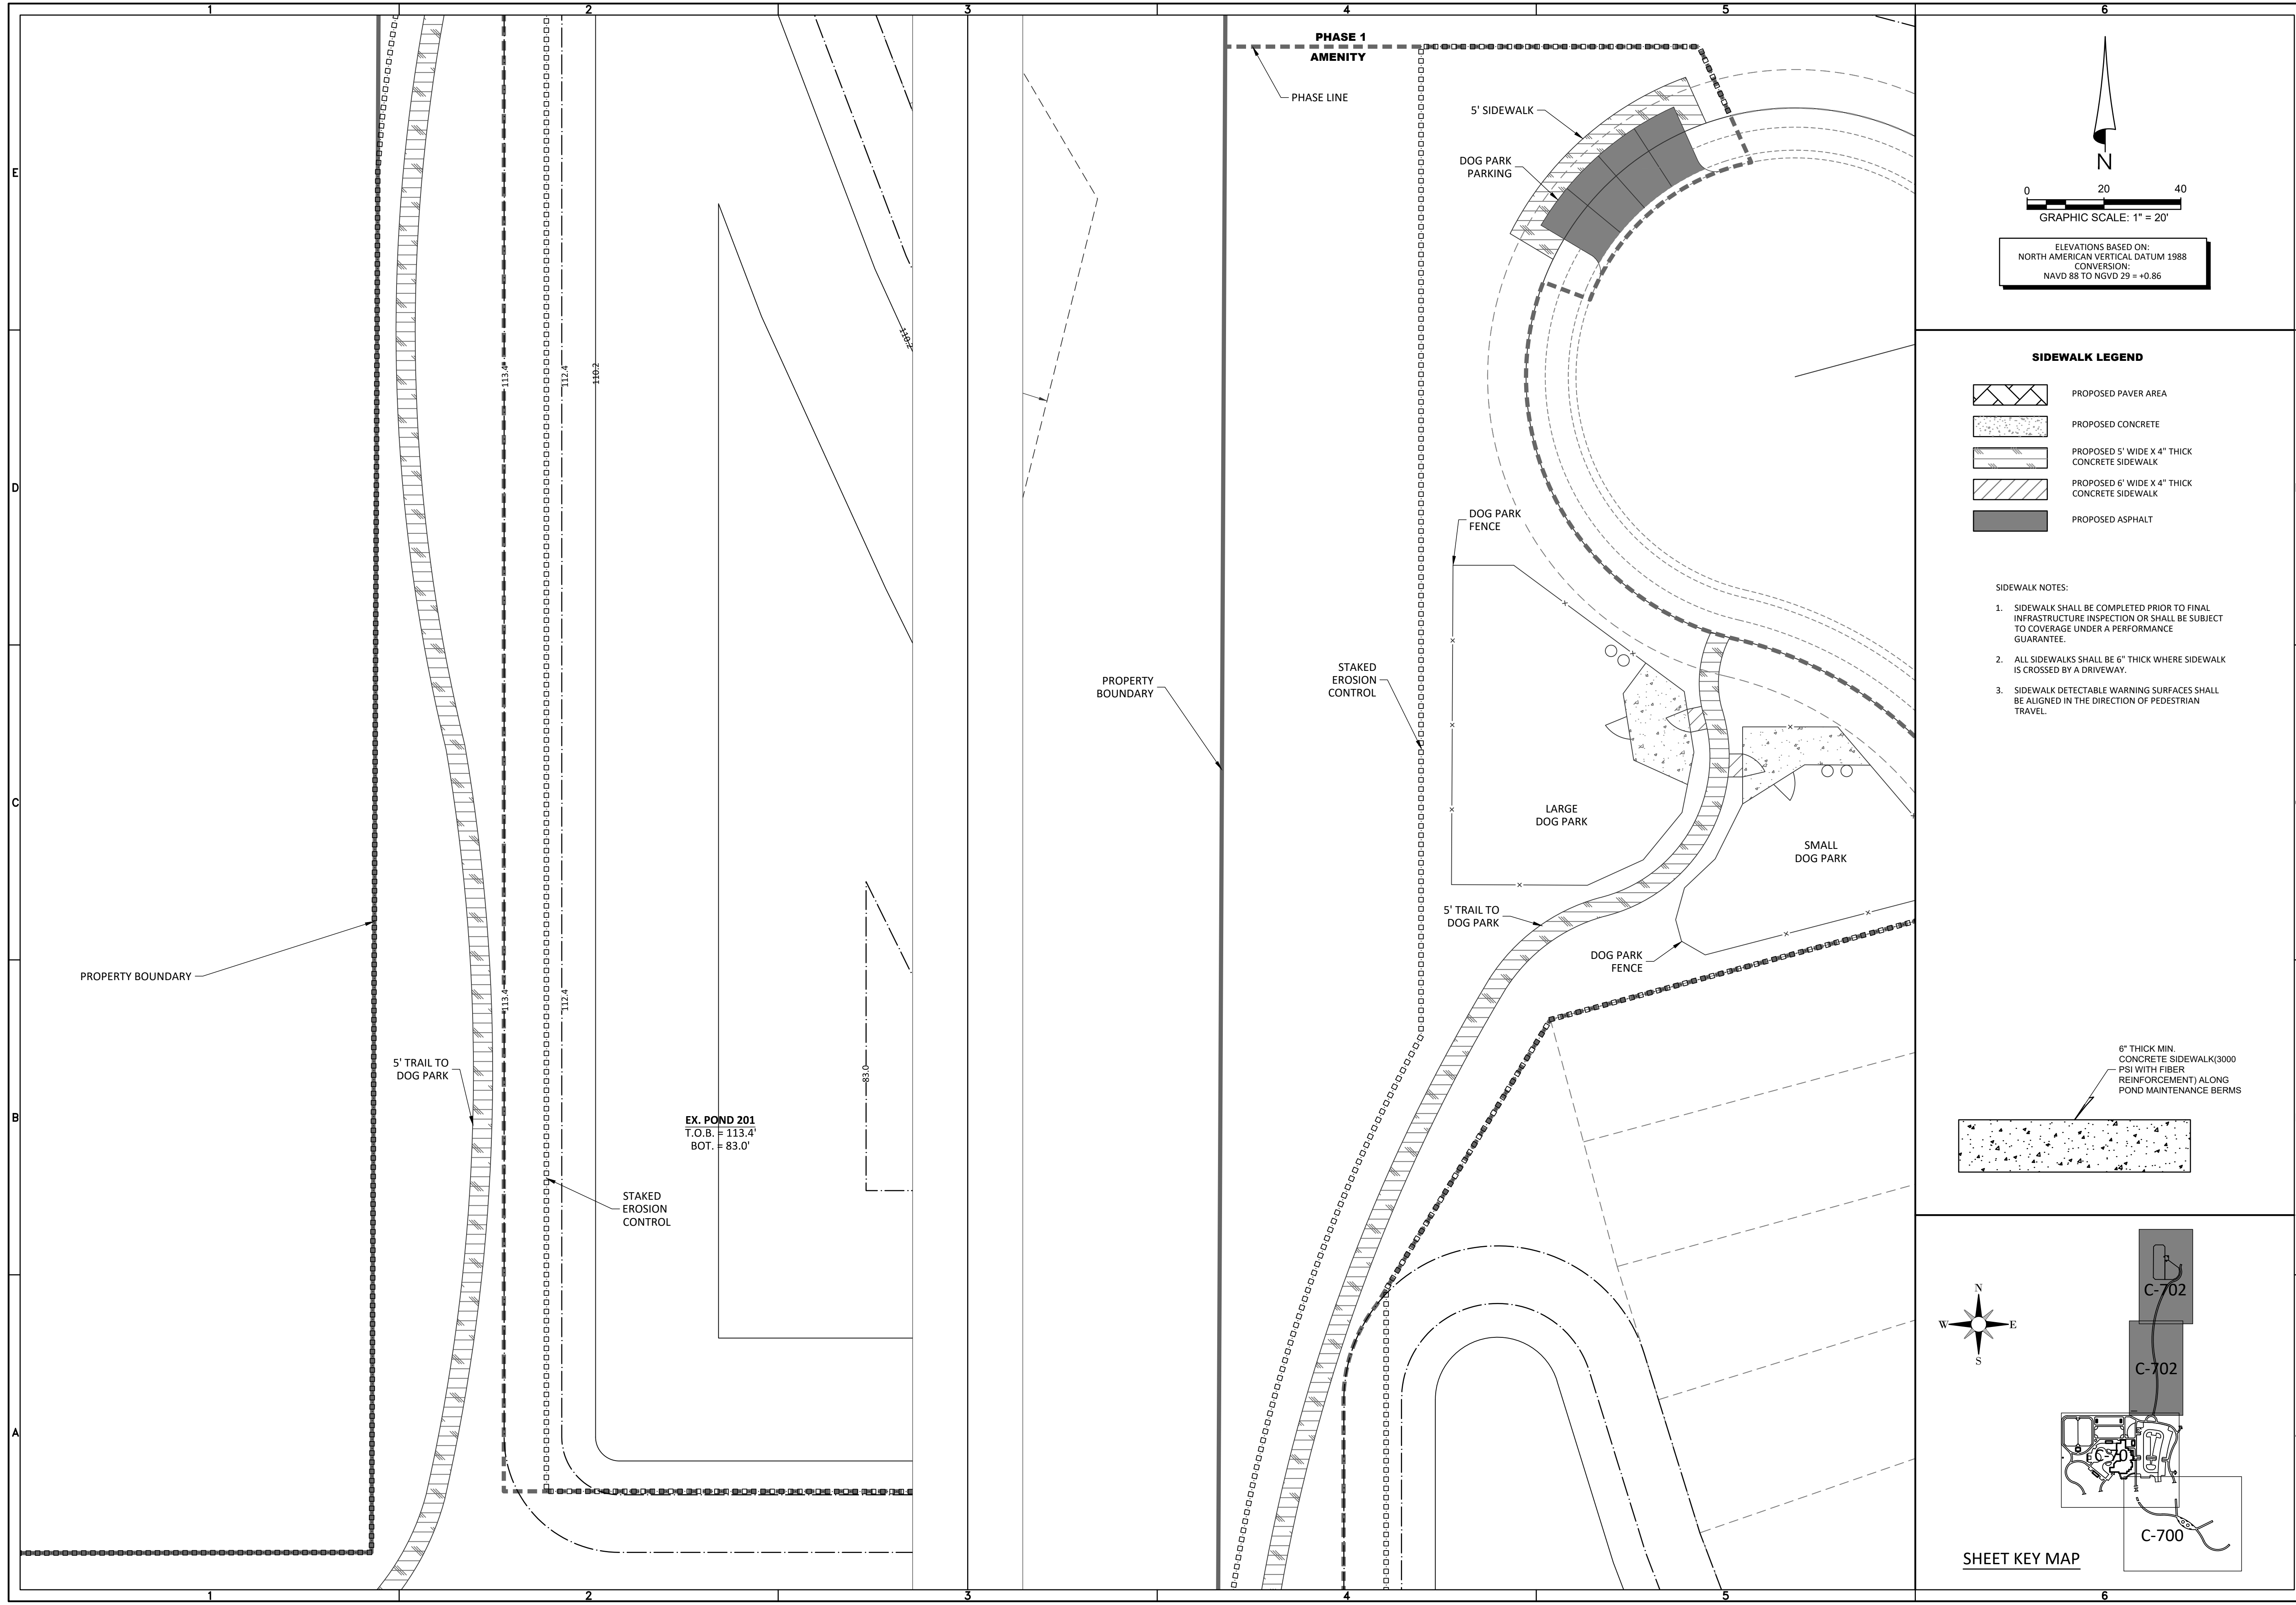 1
2
3
4
5
6
E
D
C
B
A
PROPERTY BOUNDARY
5' TRAIL TO
DOG PARK
113.4
112.4
110.2
110.2
113.4
112.4
83.0
EX. POND 201
T.O.B. = 113.4'
BOT. = 83.0'
STAKED
EROSION
CONTROL
PHASE 1
AMENITY
PHASE LINE
5' SIDEWALK
DOG PARK
PARKING
DOG PARK
FENCE
STAKED
EROSION
CONTROL
PROPERTY
BOUNDARY
LARGE
DOG PARK
SMALL
DOG PARK
5' TRAIL TO
DOG PARK
DOG PARK
FENCE
N
0 20 40
GRAPHIC SCALE: 1" = 20'
ELEVATIONS BASED ON:
NORTH AMERICAN VERTICAL DATUM 1988
CONVERSION:
NAVD 88 TO NGVD 29 = +0.86
SIDEWALK LEGEND
PROPOSED PAVER AREA
PROPOSED CONCRETE
PROPOSED 5' WIDE X 4" THICK
CONCRETE SIDEWALK
PROPOSED 6' WIDE X 4" THICK
CONCRETE SIDEWALK
PROPOSED ASPHALT
SIDEWALK NOTES:
1. SIDEWALK SHALL BE COMPLETED PRIOR TO FINAL
INFRASTRUCTURE INSPECTION OR SHALL BE SUBJECT
TO COVERAGE UNDER A PERFORMANCE
GUARANTEE.
2. ALL SIDEWALKS SHALL BE 6" THICK WHERE SIDEWALK
IS CROSSED BY A DRIVEWAY.
3. SIDEWALK DETECTABLE WARNING SURFACES SHALL
BE ALIGNED IN THE DIRECTION OF PEDESTRIAN
TRAVEL.
6" THICK MIN.
CONCRETE SIDEWALK(3000
PSI WITH FIBER
REINFORCEMENT) ALONG
POND MAINTENANCE BERMS
N
W E
S
C-702
C-702
C-700
SHEET KEY MAP
1
2
3
4
5
6